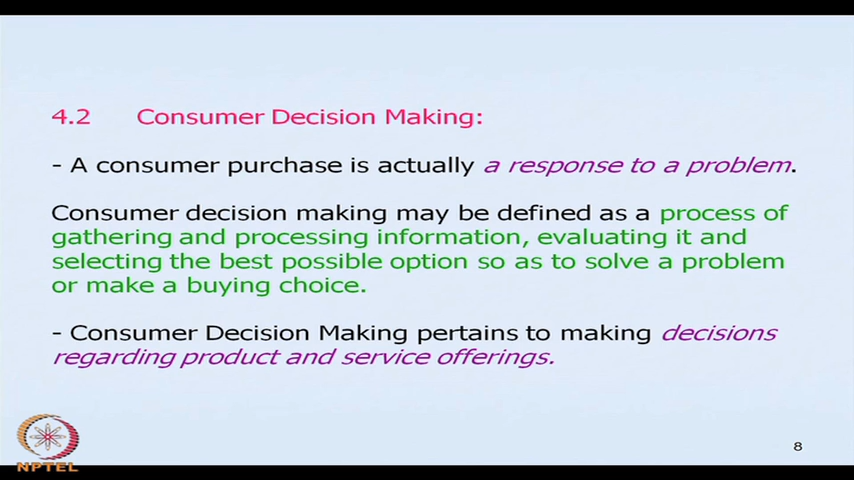 4.2 Consumer Decision Making:
- A consumer purchase is actually a response to a problem.
Consumer decision making may be defined as a process of
gathering and processing information, evaluating it and
selecting the best possible option so as to solve a problem
or make a buying choice.
- Consumer Decision Making pertains to making decisions
regarding product and service offerings.
NPTEL
8